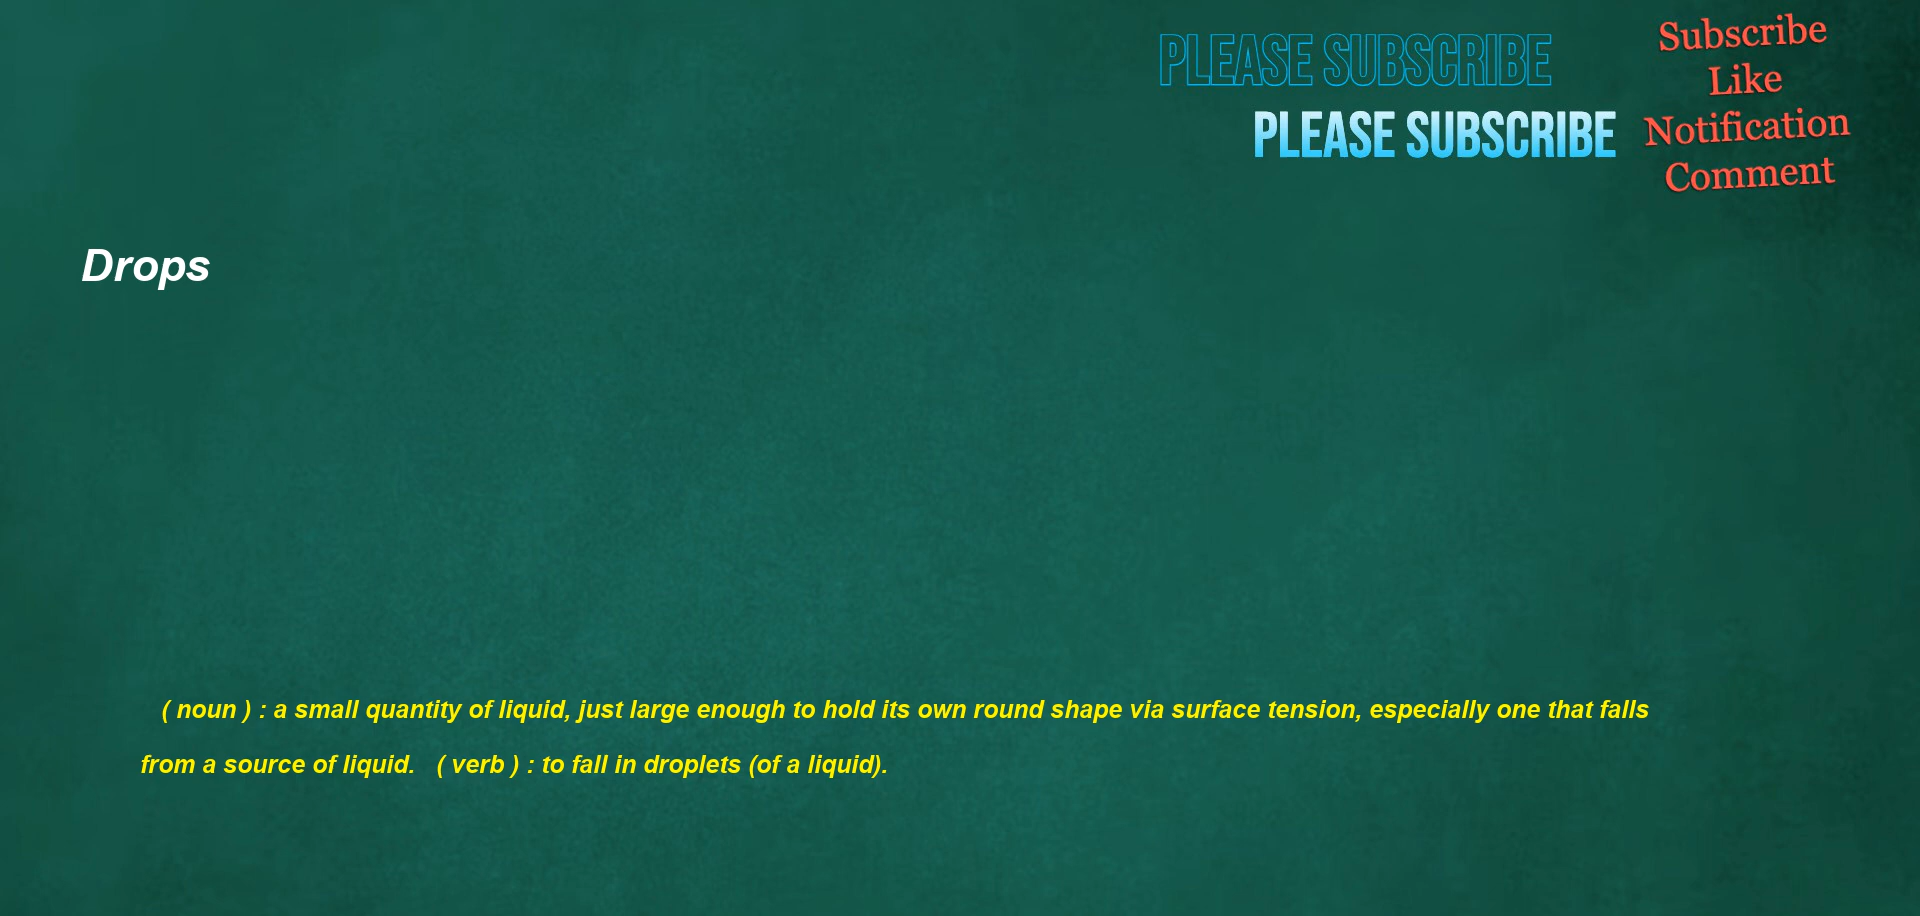 PLEASE SUBSCRIBE
PLEASE SUBSCRIBE
Subscribe
Like
Notification
Comment
Drops
( noun ) : a small quantity of liquid, just large enough to hold its own round shape via surface tension, especially one that falls
from a source of liquid. ( verb ) : to fall in droplets (of a liquid).